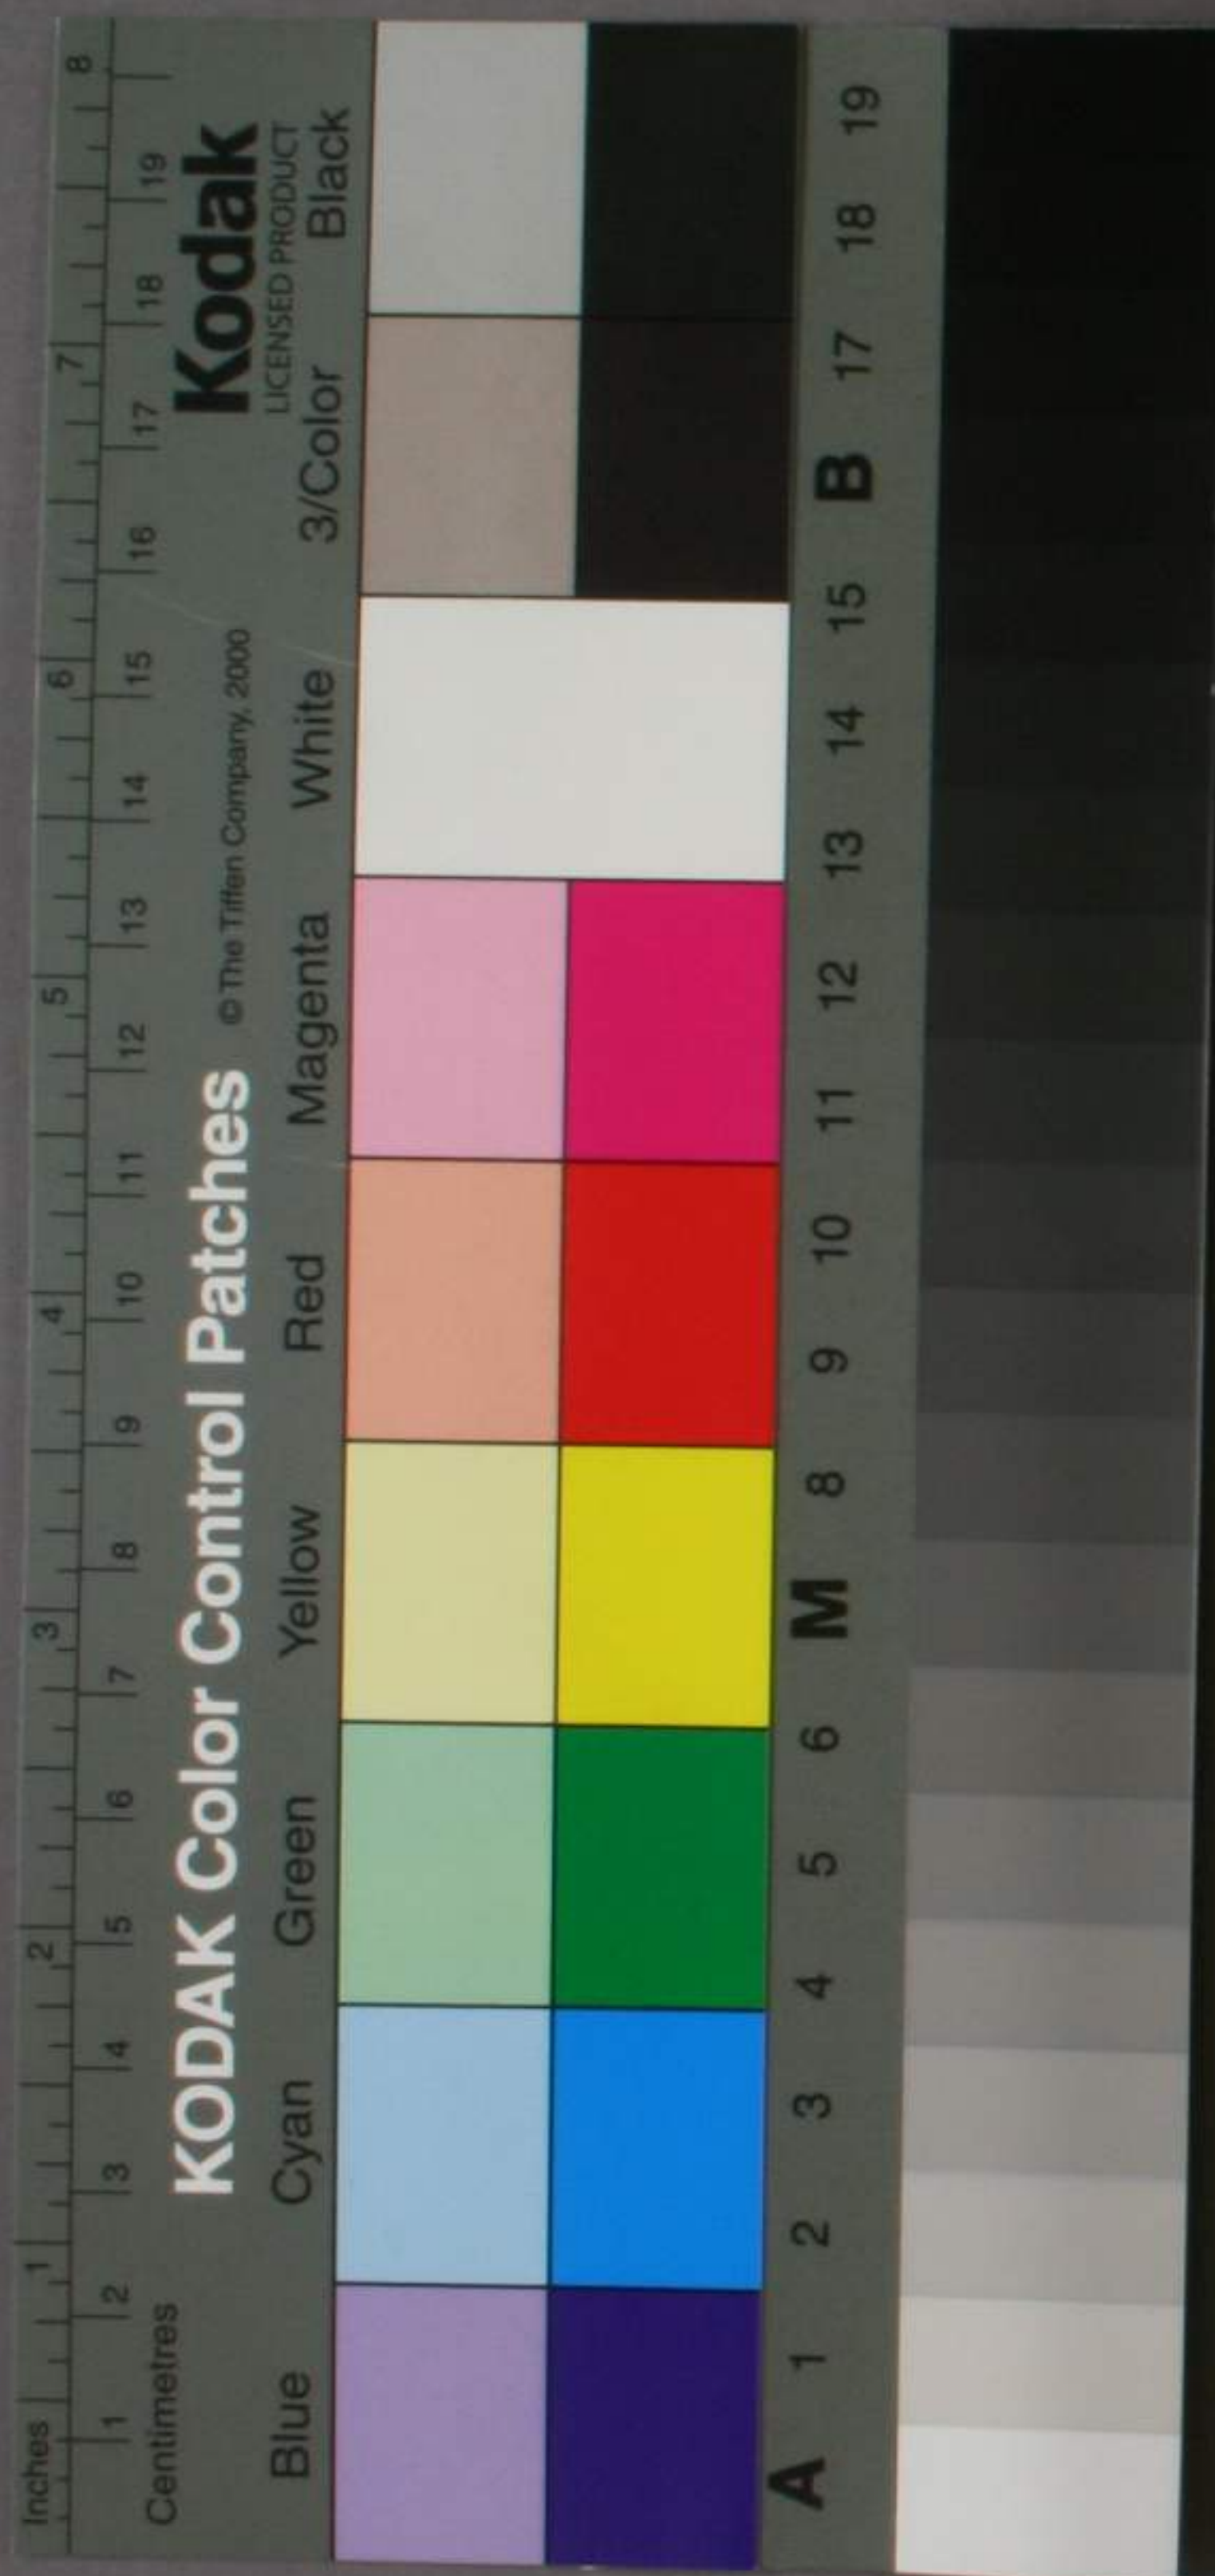 Inches 1 2 3 4 5 6 7 8
1 2 3 4 5 6 7 8 9 10 11 12 13 14 15 16 17 18 19
Centimetres
KODAK Color Control Patches © The Tiffen Company, 2000 Kodak
LICENSED PRODUCT
Blue Cyan Green Yellow Red Magenta White 3/Color Black
A 1 2 3 4 5 6 M 8 9 10 11 12 13 14 15 B 17 18 19